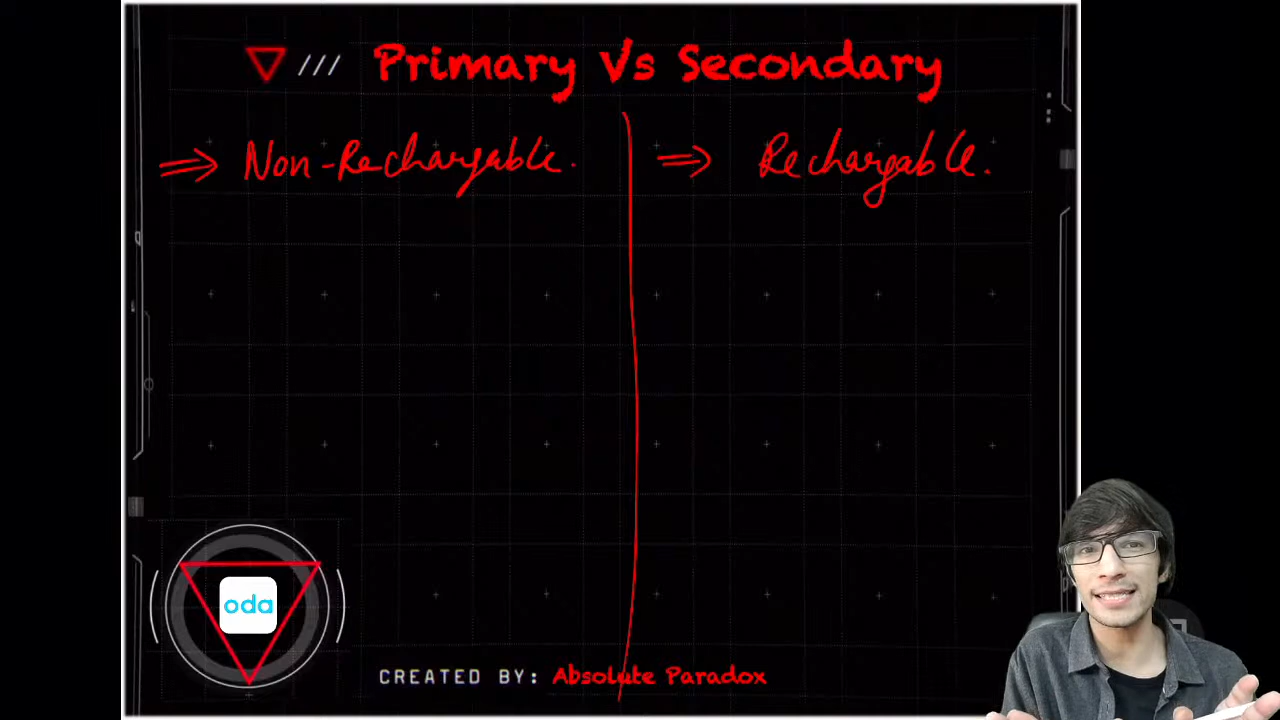 /// Primary Vs Secondary
⇒ Non-Rechargable.
⇒ Rechargable.
oda
CREATED BY: Absolute Paradox